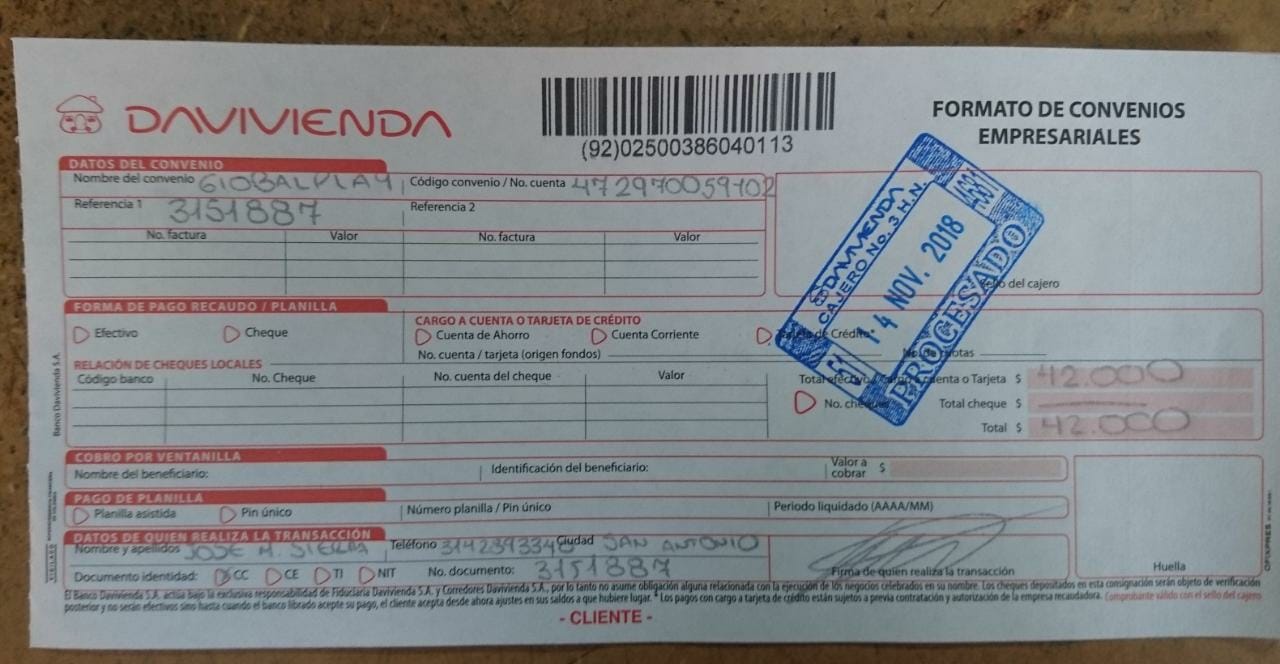 DAVIVIENDA
(92)02500386040113
FORMATO DE CONVENIOS
EMPRESARIALES
DATOS DEL CONVENIO
Nombre del convenio GlOBALPLAY Código convenio / No. cuenta 472970059702
Referencia 1 3151887 Referencia 2
No. factura Valor No. factura Valor
DAVIVIENDA
CAJERO No. 3 H.N.
4631
14 NOV. 2018
PROCESADO
51
Sello del cajero
FORMA DE PAGO RECAUDO / PLANILLA
Efectivo Cheque
CARGO A CUENTA O TARJETA DE CRÉDITO
Cuenta de Ahorro Cuenta Corriente Tarjeta de Crédito
No. cuenta / tarjeta (origen fondos) No. de cuotas
RELACIÓN DE CHEQUES LOCALES
Código banco No. Cheque No. cuenta del cheque Valor
Total efectivo / Cargo a cuenta o Tarjeta $ 42.000
No. cheques Total cheque $
Total $ 42.000
COBRO POR VENTANILLA
Nombre del beneficiario: Identificación del beneficiario: Valor a cobrar $
PAGO DE PLANILLA
Planilla asistida Pin único Número planilla / Pin único Periodo liquidado (AAAA/MM)
DATOS DE QUIEN REALIZA LA TRANSACCIÓN
Nombre y apellidos JOSE M. SIERRA Teléfono 3142393348 Ciudad SAN ANTONIO
Documento identidad: CC CE TI NIT No. documento: 3151887
Firma de quien realiza la transacción
Huella
El Banco Davivienda S.A. actúa bajo la exclusiva responsabilidad de Fiduciaria Davivienda S.A. y Corredores Davivienda S.A., por lo tanto no asume obligación alguna relacionada con la ejecución de los negocios celebrados en su nombre. Los cheques depositados en esta consignación serán objeto de verificación
posterior y no serán efectivos sino hasta cuando el banco librado acepte su pago, el cliente acepta desde ahora ajustes en sus saldos a que hubiere lugar. * Los pagos con cargo a tarjeta de crédito están sujetos a previa contratación y autorización de la empresa recaudadora. Comprobante válido con el sello del cajero
- CLIENTE -
Banco Davivienda S.A.
VIGILADO